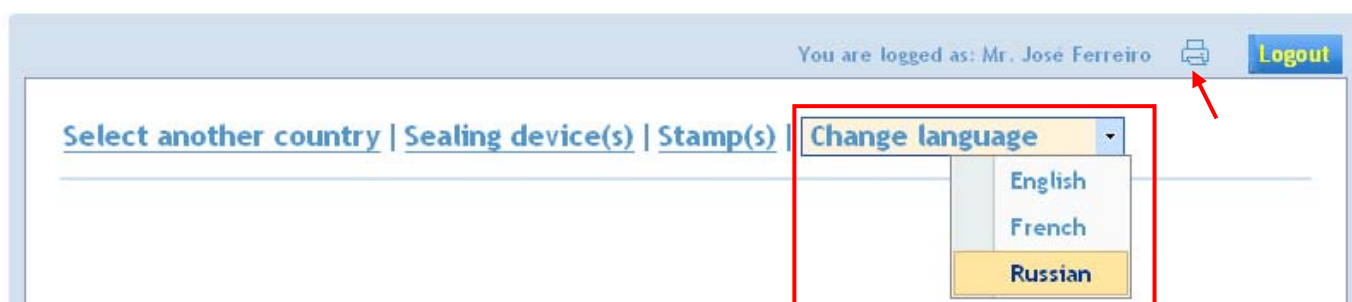 You are logged as: Mr. José Ferreiro Logout
Select another country | Sealing device(s) | Stamp(s) | Change language
English
French
Russian